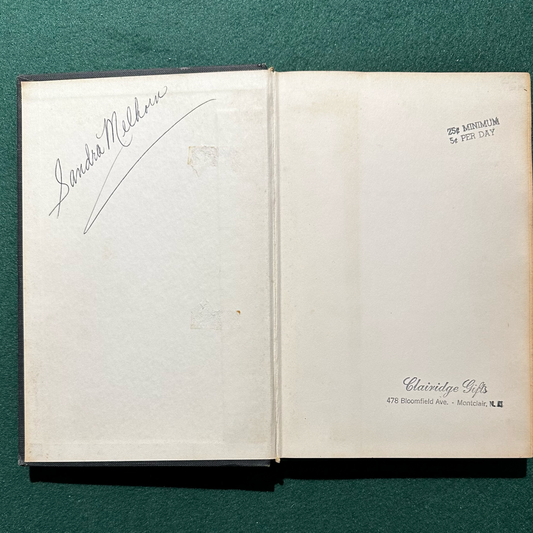 Sandra Melhorn
25¢ MINIMUM
5¢ PER DAY
Clairidge Gifts
478 Bloomfield Ave. - Montclair, N. J.